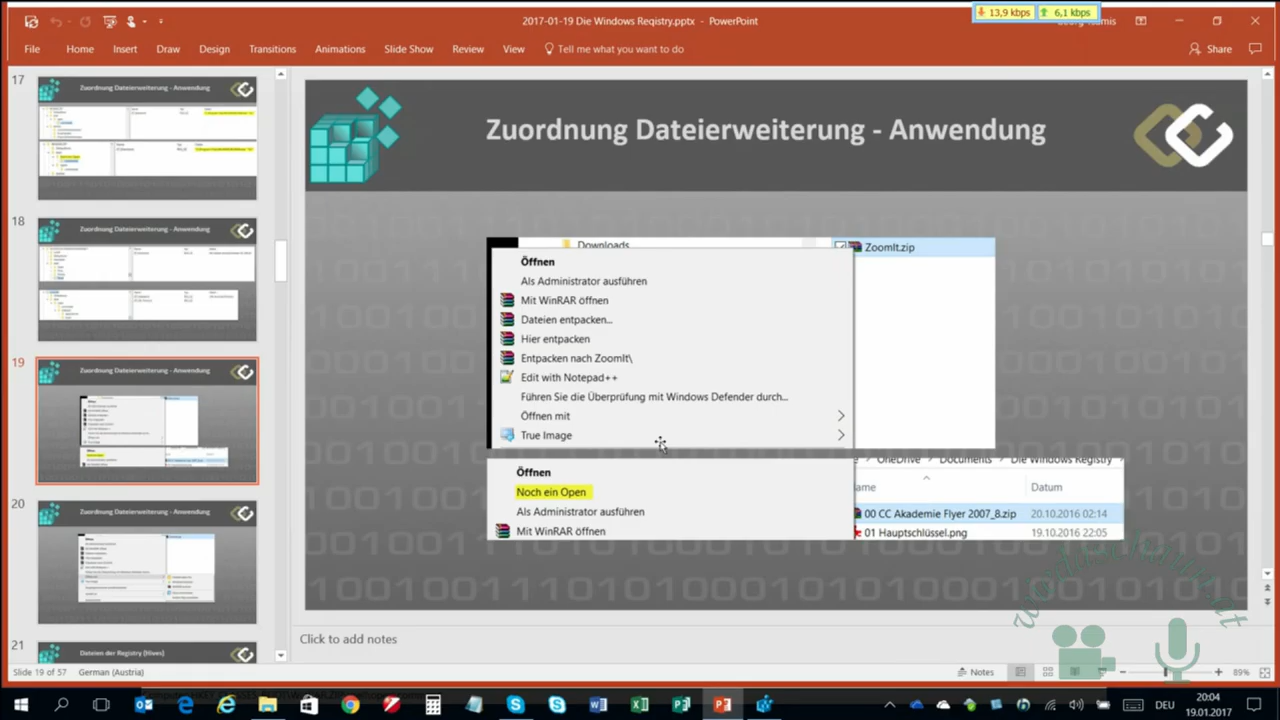 13,9 kbps 6,1 kbps
2017-01-19 Die Windows Registry.pptx - PowerPoint
File Home Insert Draw Design Transitions Animations Slide Show Review View Tell me what you want to do Share
17
Zuordnung Dateierweiterung - Anwendung
18
Zuordnung Dateierweiterung - Anwendung
19
Zuordnung Dateierweiterung - Anwendung
20
Zuordnung Dateierweiterung - Anwendung
21
Dateien der Registry (Hives)
Zuordnung Dateierweiterung - Anwendung
Downloads
ZoomIt.zip
Öffnen
Als Administrator ausführen
Mit WinRAR öffnen
Dateien entpacken...
Hier entpacken
Entpacken nach ZoomIt\
Edit with Notepad++
Führen Sie die Überprüfung mit Windows Defender durch...
Öffnen mit
True Image
Öffnen
Noch ein Open
Als Administrator ausführen
Mit WinRAR öffnen
OneDrive Documents Die Windows Registry
ame Datum
00 CC Akademie Flyer 2007_8.zip 20.10.2016 02:14
01 Hauptschlüssel.png 19.10.2016 22:05
Click to add notes
Slide 19 of 57 German (Austria) Notes 89%
DEU
20:04
19.01.2017